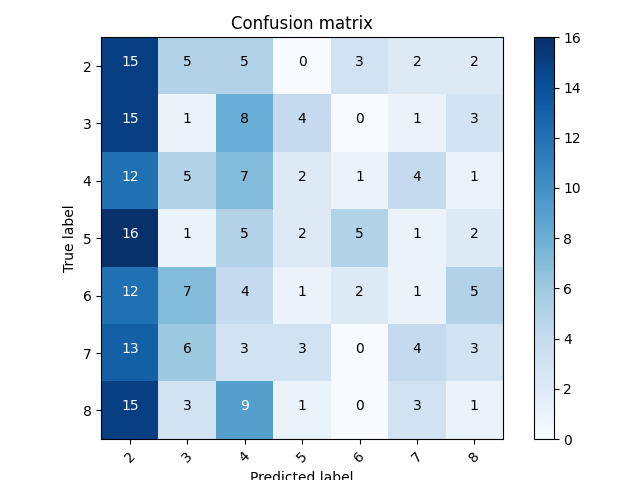 Confusion matrix
True label
2 15 5 5 0 3 2 2
3 15 1 8 4 0 1 3
4 12 5 7 2 1 4 1
5 16 1 5 2 5 1 2
6 12 7 4 1 2 1 5
7 13 6 3 3 0 4 3
8 15 3 9 1 0 3 1
2 3 4 5 6 7 8
Predicted label
16
14
12
10
8
6
4
2
0